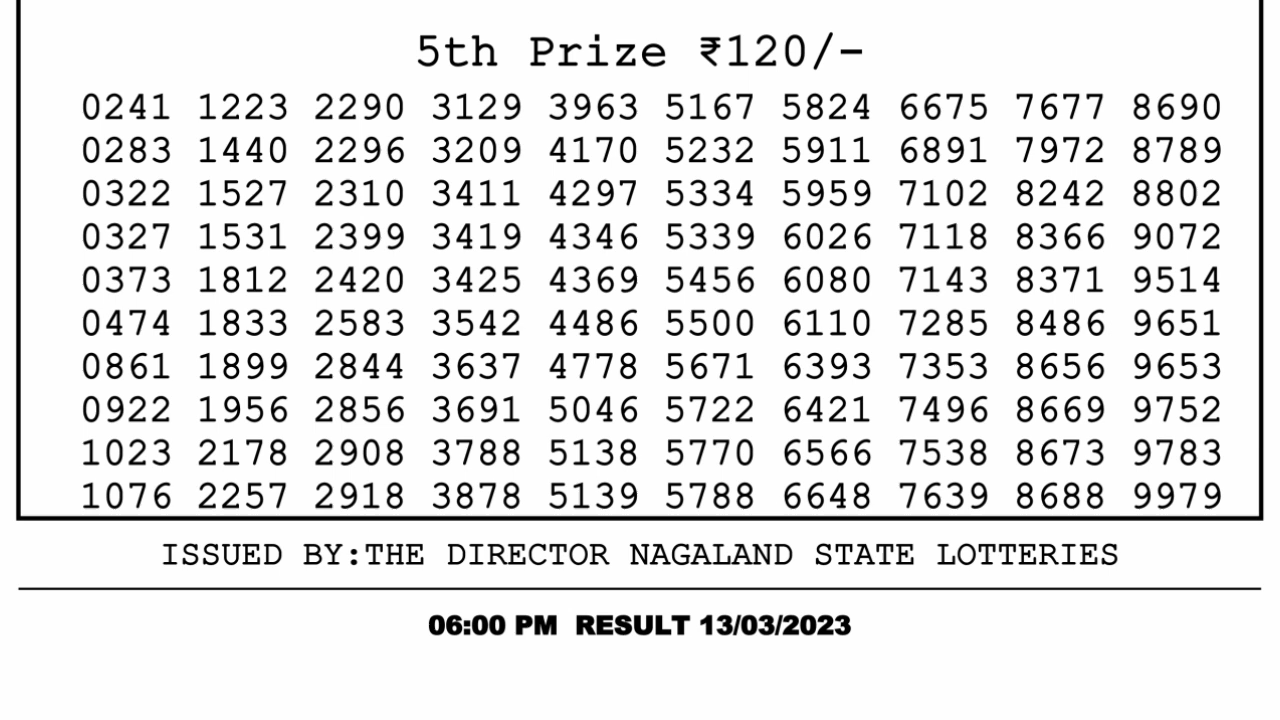 5th Prize ₹120/-
0241 1223 2290 3129 3963 5167 5824 6675 7677 8690
0283 1440 2296 3209 4170 5232 5911 6891 7972 8789
0322 1527 2310 3411 4297 5334 5959 7102 8242 8802
0327 1531 2399 3419 4346 5339 6026 7118 8366 9072
0373 1812 2420 3425 4369 5456 6080 7143 8371 9514
0474 1833 2583 3542 4486 5500 6110 7285 8486 9651
0861 1899 2844 3637 4778 5671 6393 7353 8656 9653
0922 1956 2856 3691 5046 5722 6421 7496 8669 9752
1023 2178 2908 3788 5138 5770 6566 7538 8673 9783
1076 2257 2918 3878 5139 5788 6648 7639 8688 9979
ISSUED BY:THE DIRECTOR NAGALAND STATE LOTTERIES
06:00 PM RESULT 13/03/2023